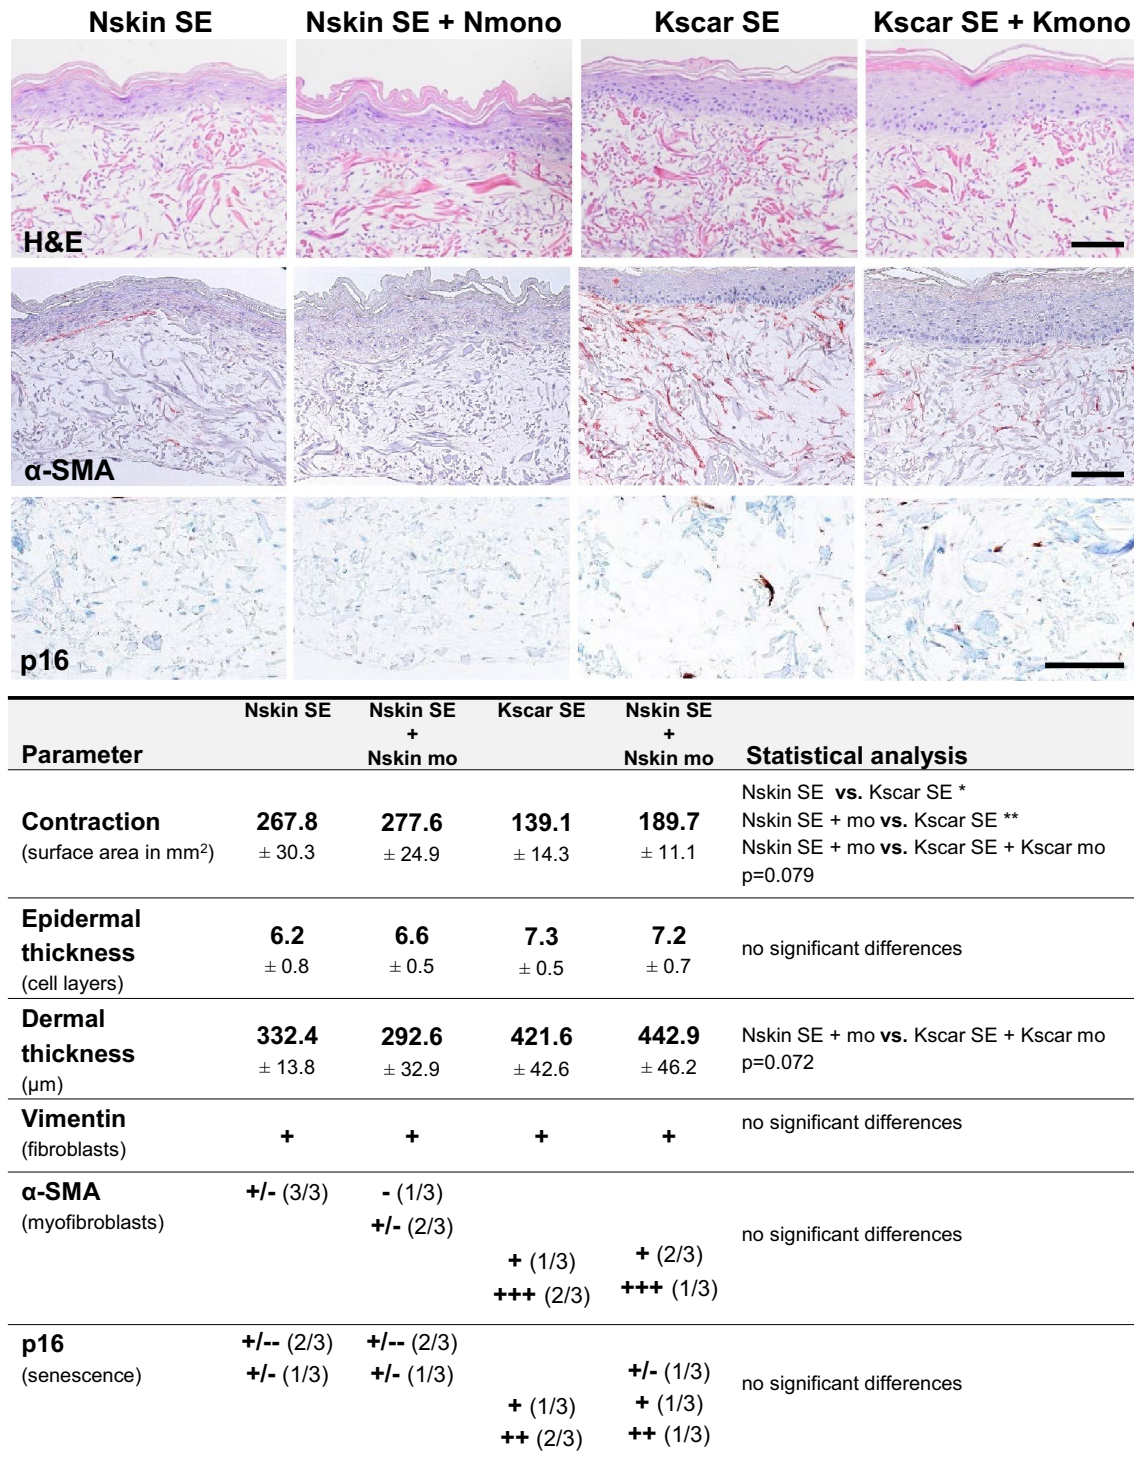 Nskin SE
Nskin SE + Nmono
Kscar SE
Kscar SE + Kmono
H&E
α-SMA
p16
Parameter
Nskin SE
Nskin SE
+
Nskin mo
Kscar SE
Nskin SE
+
Nskin mo
Statistical analysis
Contraction
(surface area in mm²)
267.8
± 30.3
277.6
± 24.9
139.1
± 14.3
189.7
± 11.1
Nskin SE vs. Kscar SE *
Nskin SE + mo vs. Kscar SE **
Nskin SE + mo vs. Kscar SE + Kscar mo
p=0.079
Epidermal
thickness
(cell layers)
6.2
± 0.8
6.6
± 0.5
7.3
± 0.5
7.2
± 0.7
no significant differences
Dermal
thickness
(μm)
332.4
± 13.8
292.6
± 32.9
421.6
± 42.6
442.9
± 46.2
Nskin SE + mo vs. Kscar SE + Kscar mo
p=0.072
Vimentin
(fibroblasts)
+
+
+
+
no significant differences
α-SMA
(myofibroblasts)
+/- (3/3)
- (1/3)
+/- (2/3)
+ (1/3)
+++ (2/3)
+ (2/3)
+++ (1/3)
no significant differences
p16
(senescence)
+/-- (2/3)
+/- (1/3)
+/-- (2/3)
+/- (1/3)
+ (1/3)
++ (2/3)
+/- (1/3)
+ (1/3)
++ (1/3)
no significant differences